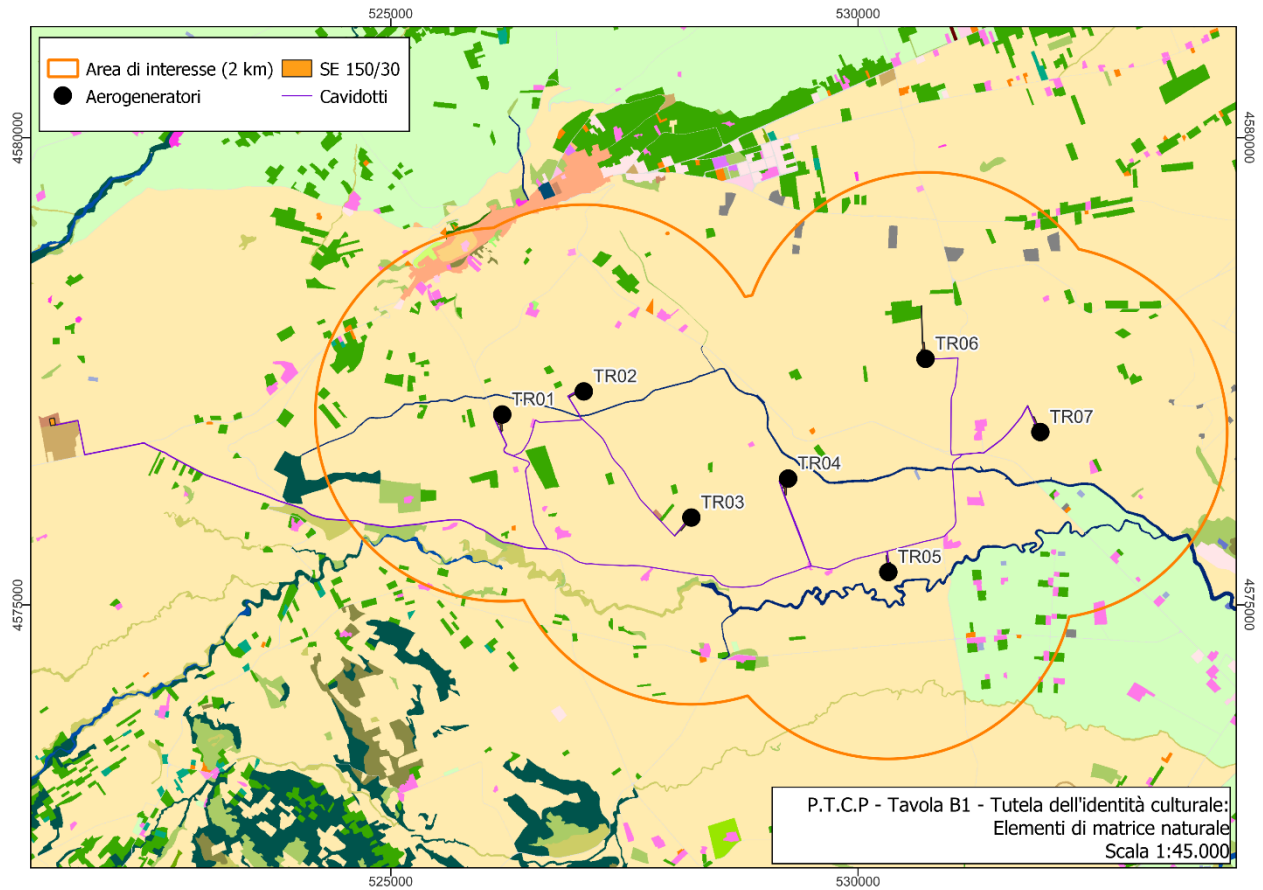 525000 530000
Area di interesse (2 km) SE 150/30
Aerogeneratori Cavidotti
4580000 4580000
TR06
TR02
TR01
TR07
TR04
TR03
TR05
4575000 4575000
P.T.C.P - Tavola B1 - Tutela dell'identità culturale:
Elementi di matrice naturale
Scala 1:45.000
525000 530000